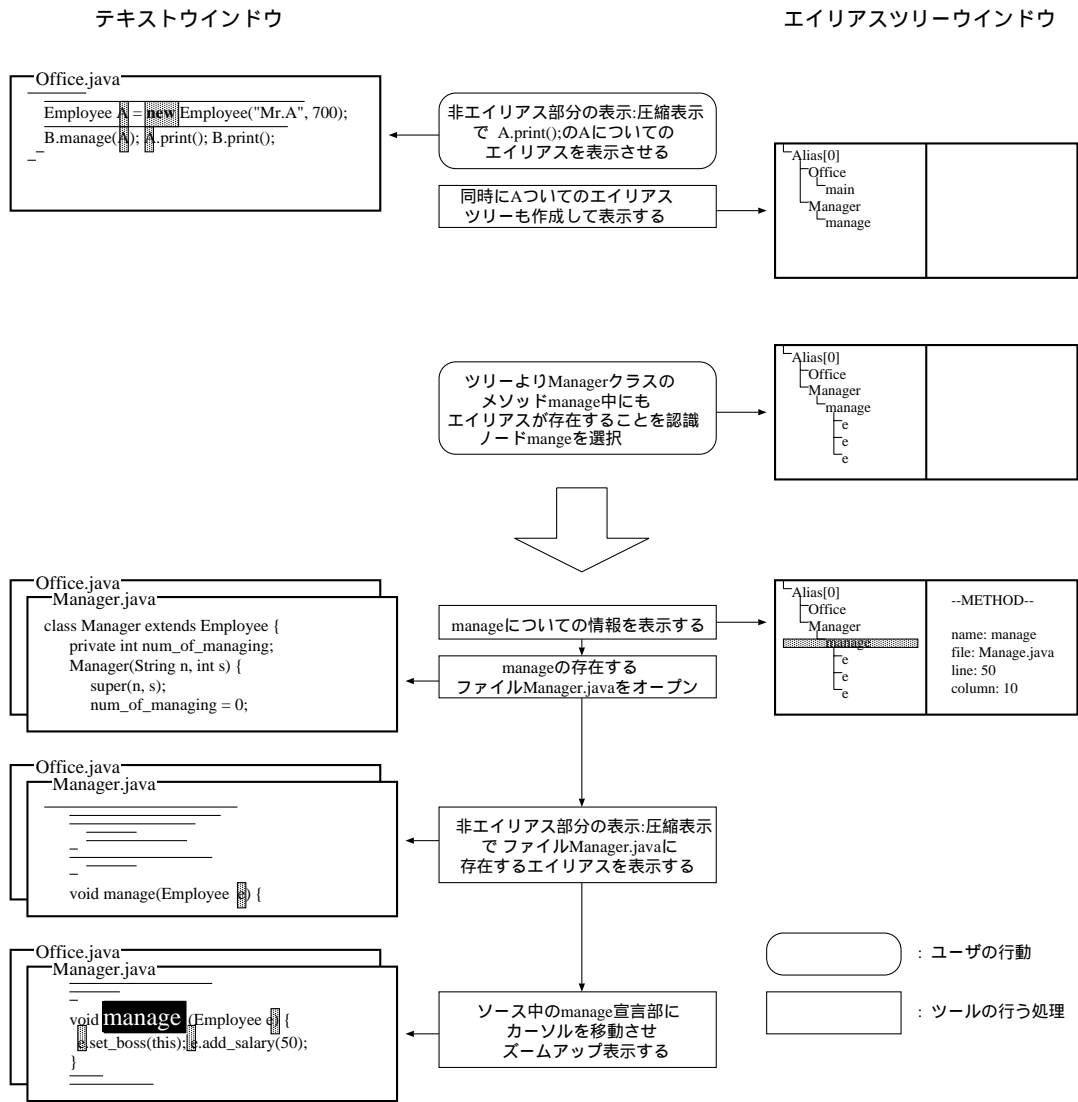 テキストウインドウ
エイリアスツリーウインドウ
Office.java
Employee A = new Employee("Mr.A", 700);
B.manage(A); A.print(); B.print();
非エイリアス部分の表示:圧縮表示
で A.print();のAについての
エイリアスを表示させる
同時にAついてのエイリアス
ツリーも作成して表示する
Alias[0]
Office
main
Manager
manage
ツリーよりManagerクラスの
メソッドmanage中にも
エイリアスが存在することを認識
ノードmangeを選択
Alias[0]
Office
Manager
manage
e
e
e
Office.java
Manager.java
class Manager extends Employee {
private int num_of_managing;
Manager(String n, int s) {
super(n, s);
num_of_managing = 0;
manageについての情報を表示する
manageの存在する
ファイルManager.javaをオープン
Alias[0]
Office
Manager
manage
e
e
e
--METHOD--
name: manage
file: Manage.java
line: 50
column: 10
Office.java
Manager.java
void manage(Employee e) {
非エイリアス部分の表示:圧縮表示
で ファイルManager.javaに
存在するエイリアスを表示する
Office.java
Manager.java
void manage (Employee e) {
e.set_boss(this); e.add_salary(50);
}
ソース中のmanage宣言部に
カーソルを移動させ
ズームアップ表示する
: ユーザの行動
: ツールの行う処理